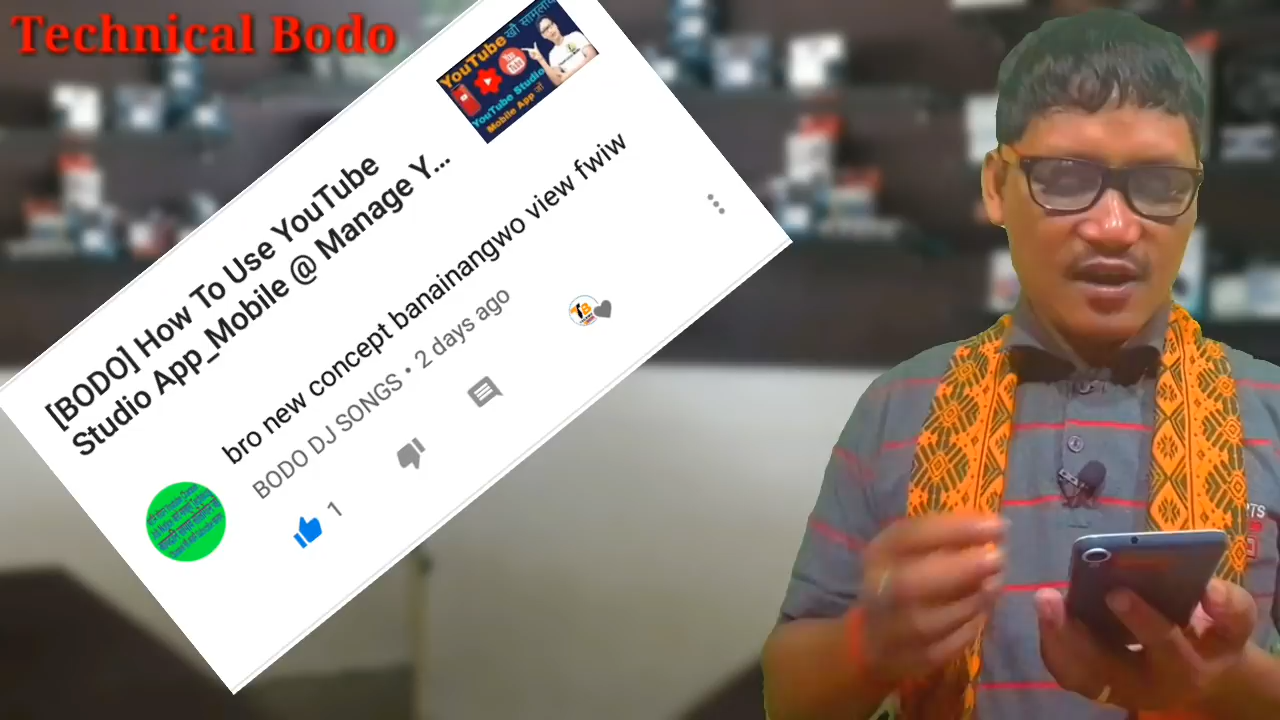 Technical Bodo
YouTube खौ सामलाय
YouTube Studio
Mobile App जों
[BODO] How To Use YouTube
Studio App_Mobile @ Manage Y...
bro new concept banainangwo view fwiw
BODO DJ SONGS • 2 days ago
1